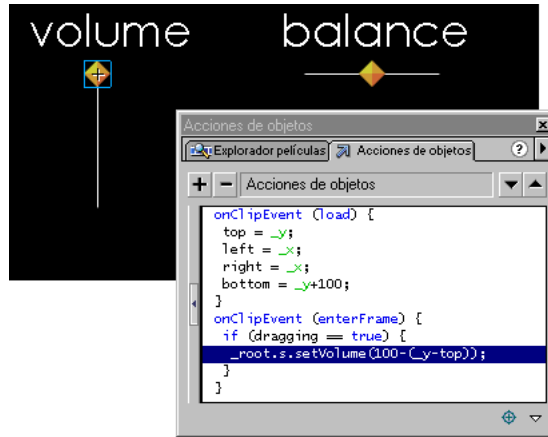 volume balance
Acciones de objetos
Explorador películas Acciones de objetos ?
+ - Acciones de objetos
onClipEvent (load) {
top = _y;
left = _x;
right = _x;
bottom = _y+100;
}
onClipEvent (enterFrame) {
if (dragging == true) {
_root.s.setVolume(100-(_y-top));
}
}